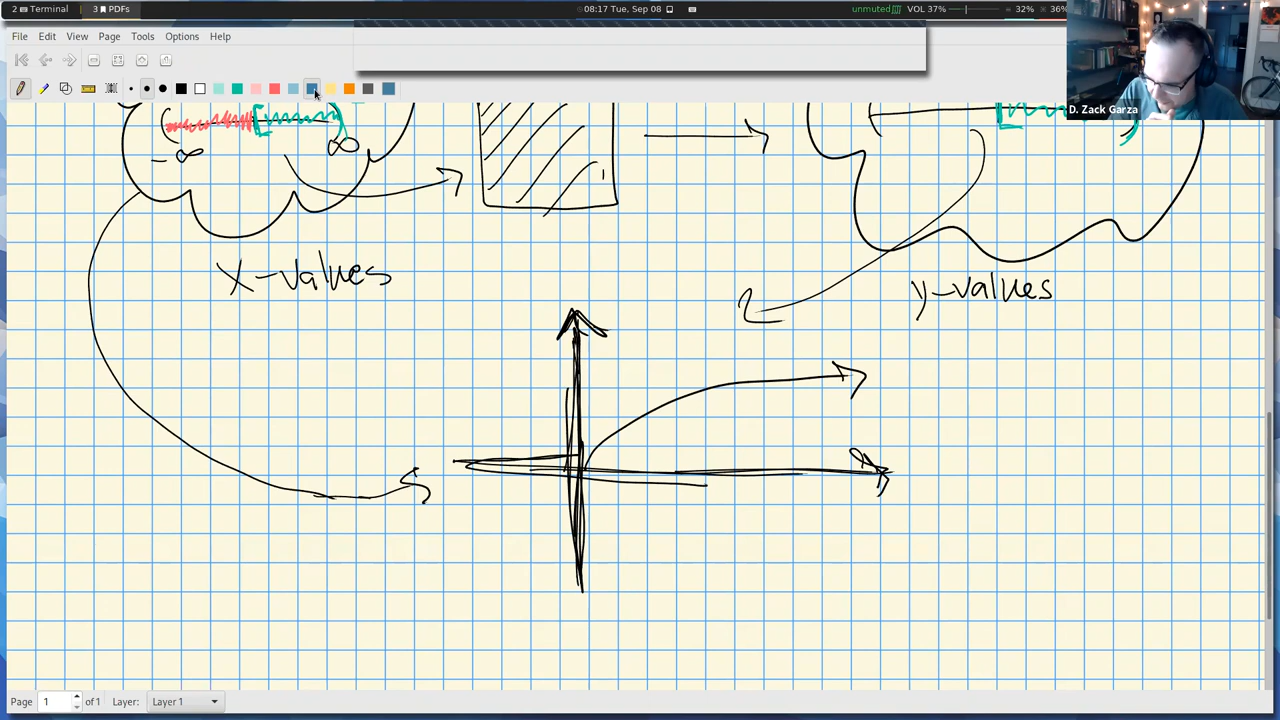 2 Terminal 3 PDFs 08:17 Tue, Sep 08 unmuted VOL 37% 32% 36%
File Edit View Page Tools Options Help
D. Zack Garza
-∞ ∞
x-values
y-values
Page 1 of 1 Layer: Layer 1